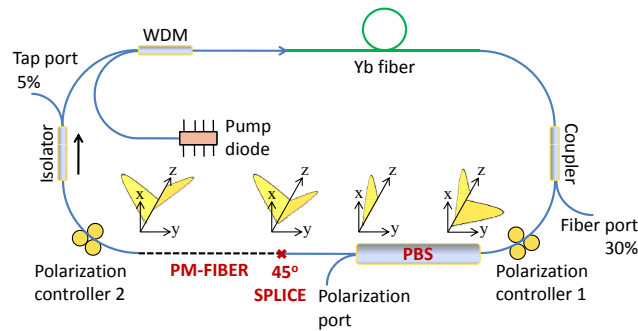 WDM
Tap port
5%
Yb fiber
Pump
diode
Isolator
Coupler
x
z
y
x
z
y
x
z
y
x
z
y
Fiber port
30%
PBS
PM-FIBER
45o
SPLICE
Polarization
controller 2
Polarization
port
Polarization
controller 1